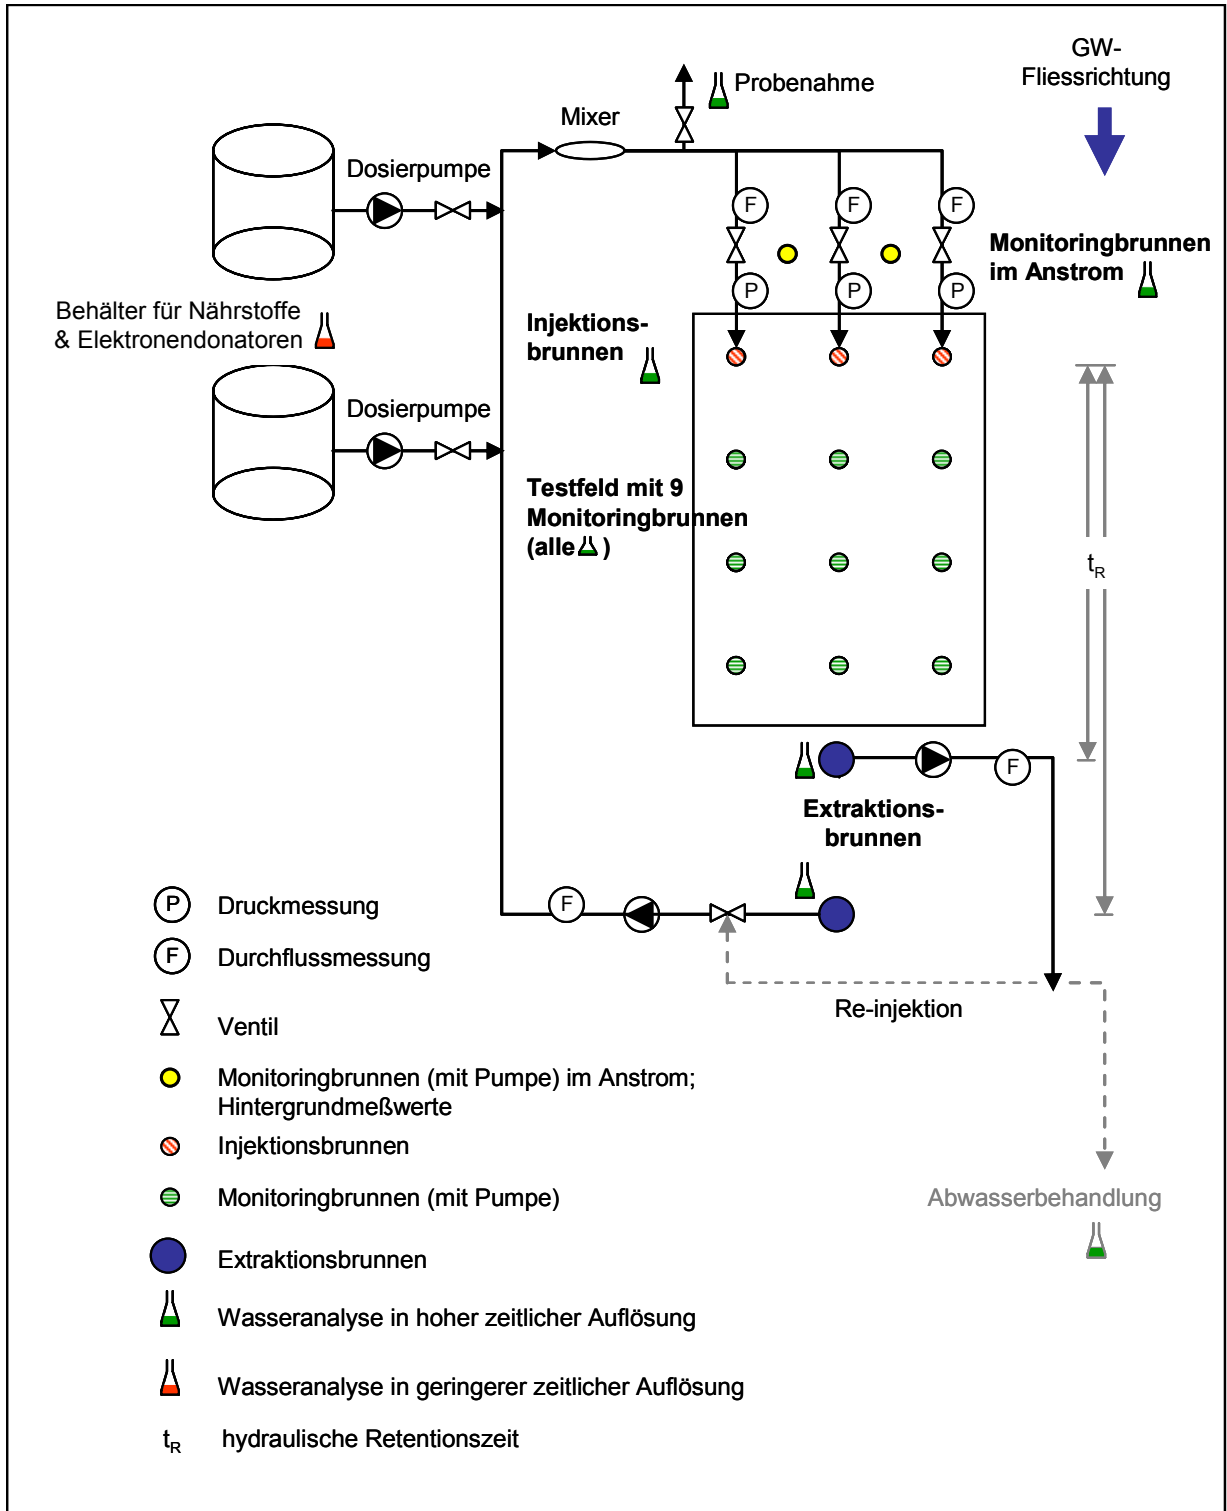 GW-
Fliessrichtung
Probenahme
Mixer
Dosierpumpe
F
F
F
Monitoringbrunnen
im Anstrom
P
P
P
Behälter für Nährstoffe
& Elektronendonatoren
Injektions-
brunnen
Dosierpumpe
Testfeld mit 9
Monitoringbrunnen
(alle )
tR
F
Extraktions-
brunnen
F
Re-injektion
Abwasserbehandlung
P Druckmessung
F Durchflussmessung
Ventil
Monitoringbrunnen (mit Pumpe) im Anstrom;
Hintergrundmeßwerte
Injektionsbrunnen
Monitoringbrunnen (mit Pumpe)
Extraktionsbrunnen
Wasseranalyse in hoher zeitlicher Auflösung
Wasseranalyse in geringerer zeitlicher Auflösung
tR hydraulische Retentionszeit